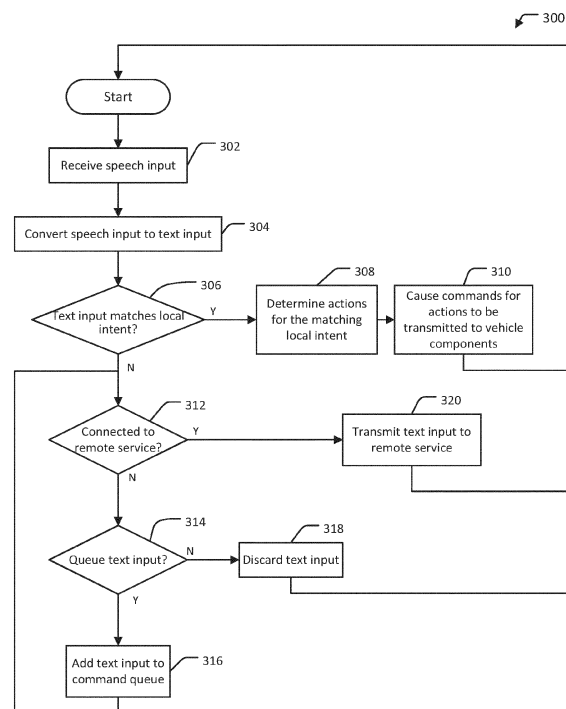 300
Start
Receive speech input
302
Convert speech input to text input
304
Text input matches local
intent?
306
Y
N
Determine actions
for the matching
local intent
308
Cause commands for
actions to be
transmitted to vehicle
components
310
Connected to
remote service?
312
Y
N
Transmit text input to
remote service
320
Queue text input?
314
N
Y
Discard text input
318
Add text input to
command queue
316